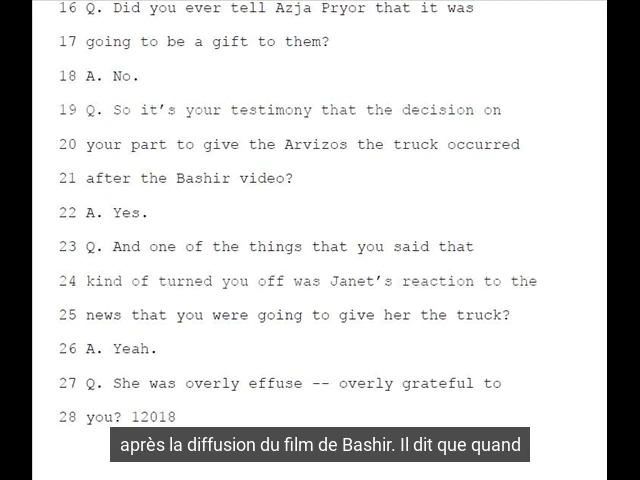 16 Q. Did you ever tell Azja Pryor that it was
17 going to be a gift to them?
18 A. No.
19 Q. So it’s your testimony that the decision on
20 your part to give the Arvizos the truck occurred
21 after the Bashir video?
22 A. Yes.
23 Q. And one of the things that you said that
24 kind of turned you off was Janet’s reaction to the
25 news that you were going to give her the truck?
26 A. Yeah.
27 Q. She was overly effuse -- overly grateful to
28 you? 12018
après la diffusion du film de Bashir. Il dit que quand